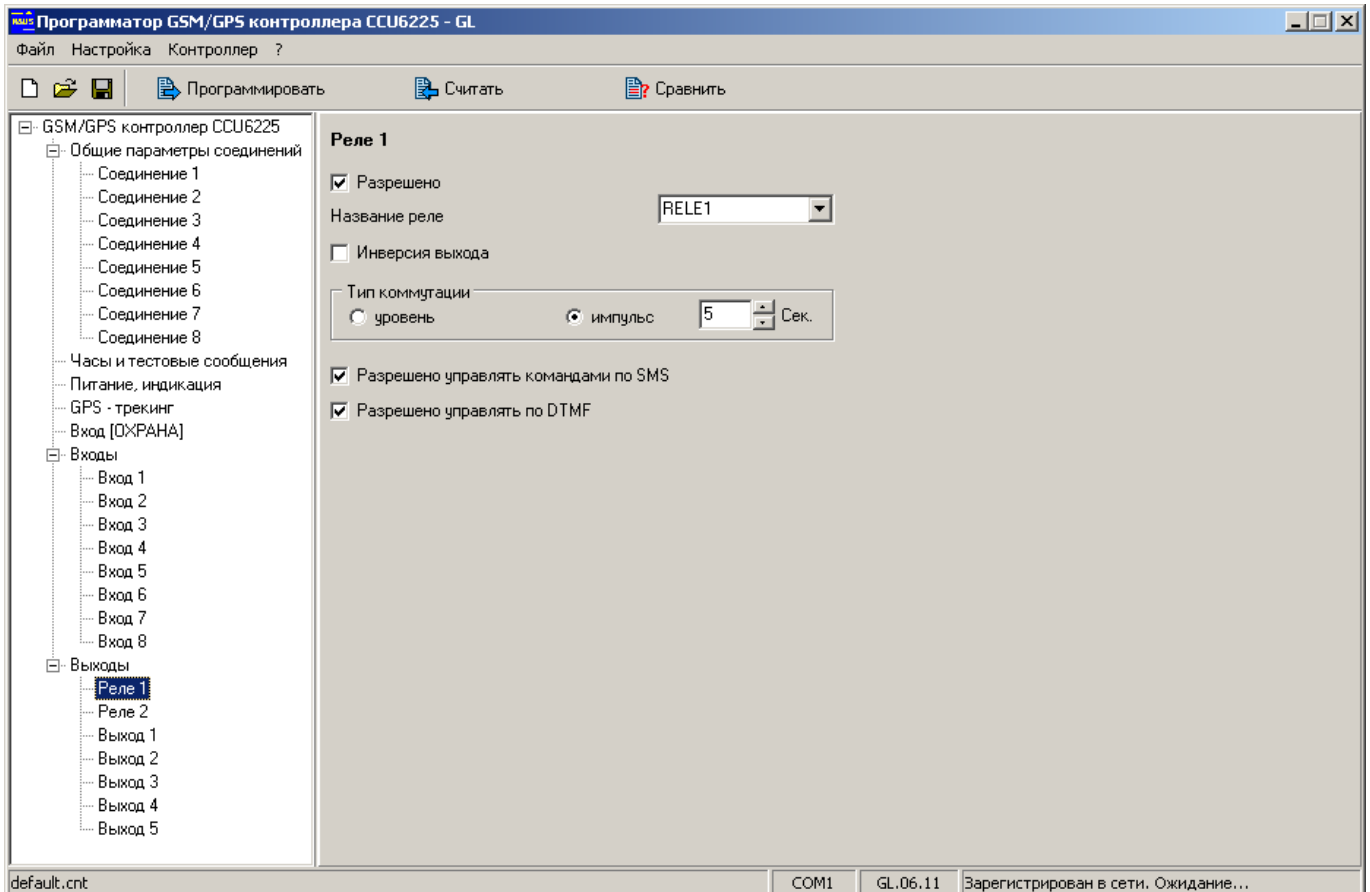 Программатор GSM/GPS контроллера CCU6225 - GL
Файл Настройка Контроллер ?
Программировать Считать Сравнить
GSM/GPS контроллер CCU6225
Общие параметры соединений
Соединение 1
Соединение 2
Соединение 3
Соединение 4
Соединение 5
Соединение 6
Соединение 7
Соединение 8
Часы и тестовые сообщения
Питание, индикация
GPS - трекинг
Вход [ОХРАНА]
Входы
Вход 1
Вход 2
Вход 3
Вход 4
Вход 5
Вход 6
Вход 7
Вход 8
Выходы
Реле 1
Реле 2
Выход 1
Выход 2
Выход 3
Выход 4
Выход 5
Реле 1
Разрешено
Название реле RELE1
Инверсия выхода
Тип коммутации
уровень импульс 5 Сек.
Разрешено управлять командами по SMS
Разрешено управлять по DTMF
default.cnt COM1 GL.06.11 Зарегистрирован в сети. Ожидание...